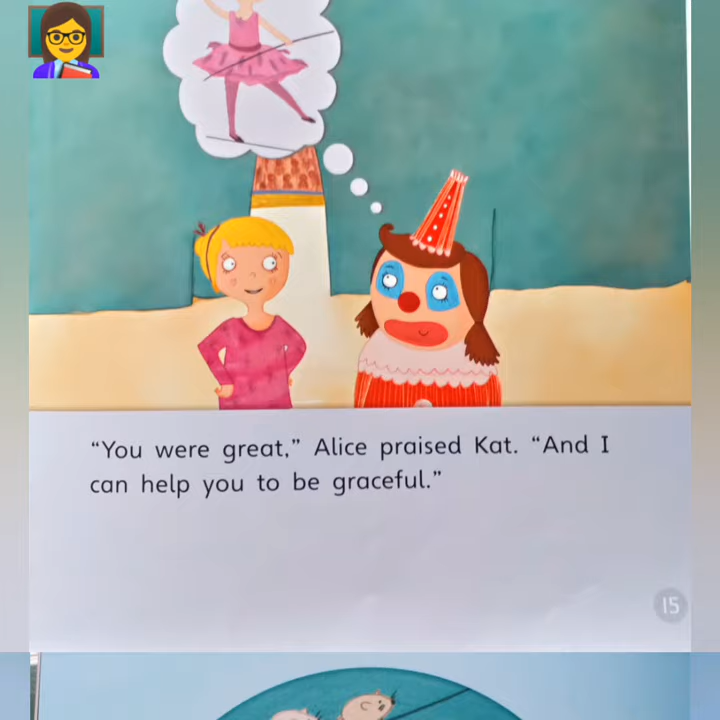 “You were great,” Alice praised Kat. “And I
can help you to be graceful.”
15